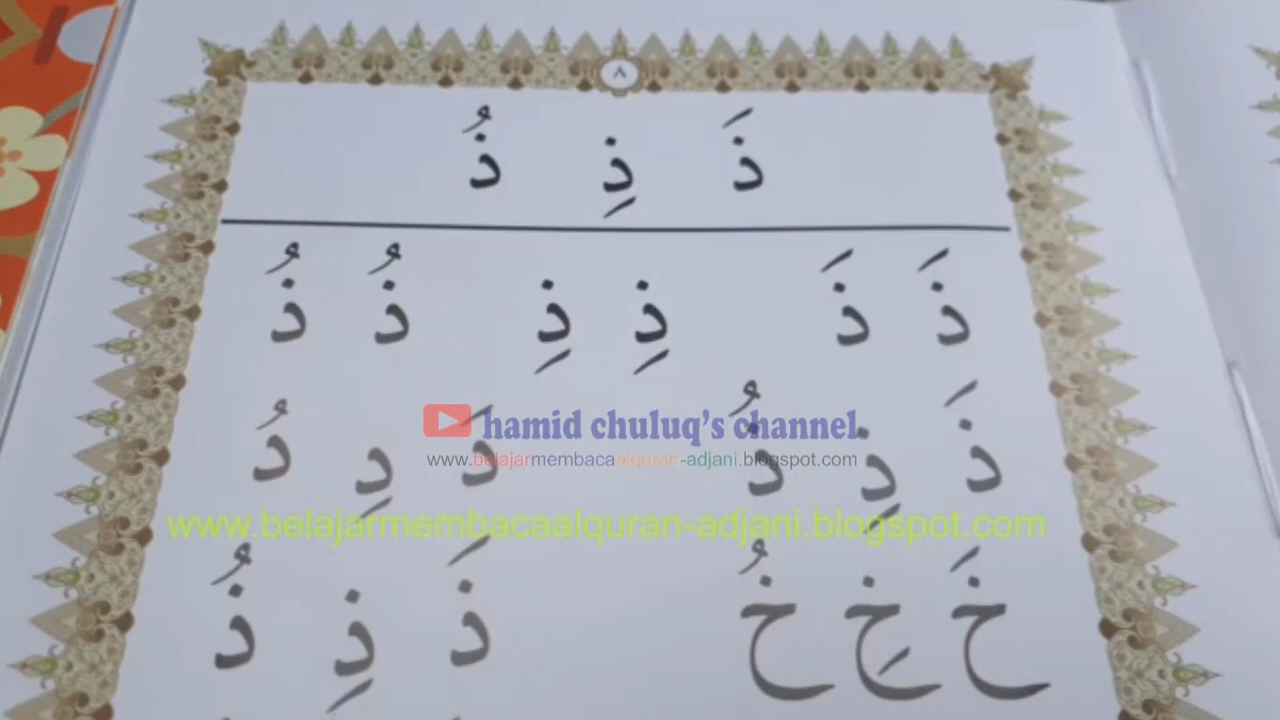 ٨
ذَ ذِ ذُ
ذَ ذَ ذِ ذِ ذُ ذُ
ذَ ذِ ذُ دَ دِ دُ
hamid chuluq's channel
www.belajarmembacaalquran-adjani.blogspot.com
www.belajarmembacaalquran-adjani.blogspot.com
خَ خِ خُ ذَ ذِ ذُ